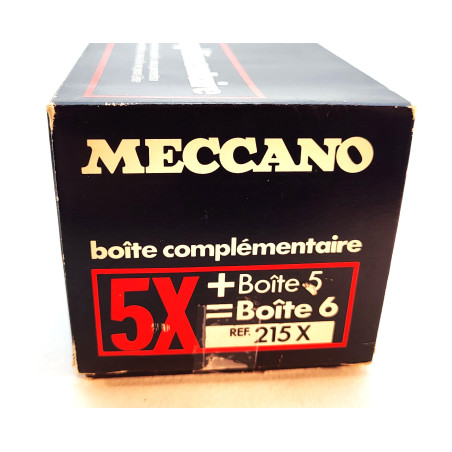 MECCANO
boîte complémentaire
5X
+ Boîte 5
= Boîte 6
REF. 215 X